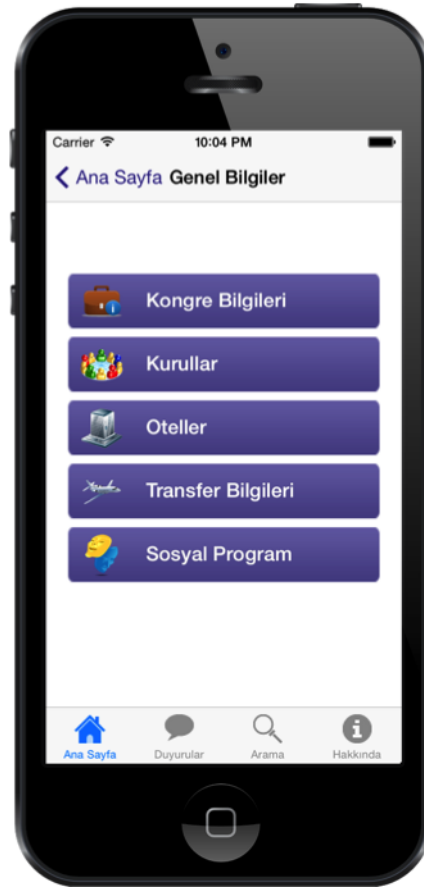 Carrier 10:04 PM
Ana Sayfa Genel Bilgiler
Kongre Bilgileri
Kurullar
Oteller
Transfer Bilgileri
Sosyal Program
Ana Sayfa Duyurular Arama Hakkında